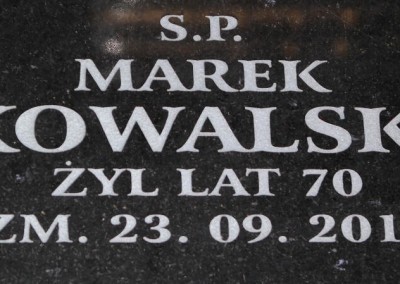 S.P.
MAREK
KOWALSK
ŻYL LAT 70
ZM. 23. 09. 201